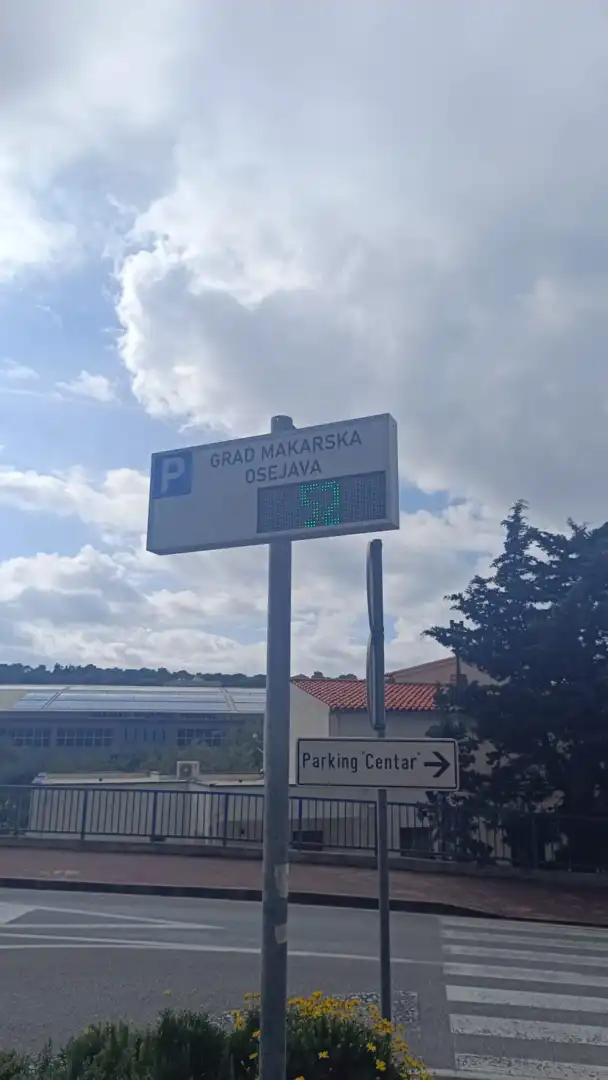 P
GRAD MAKARSKA
OSEJAVA
52
Parking "Centar"